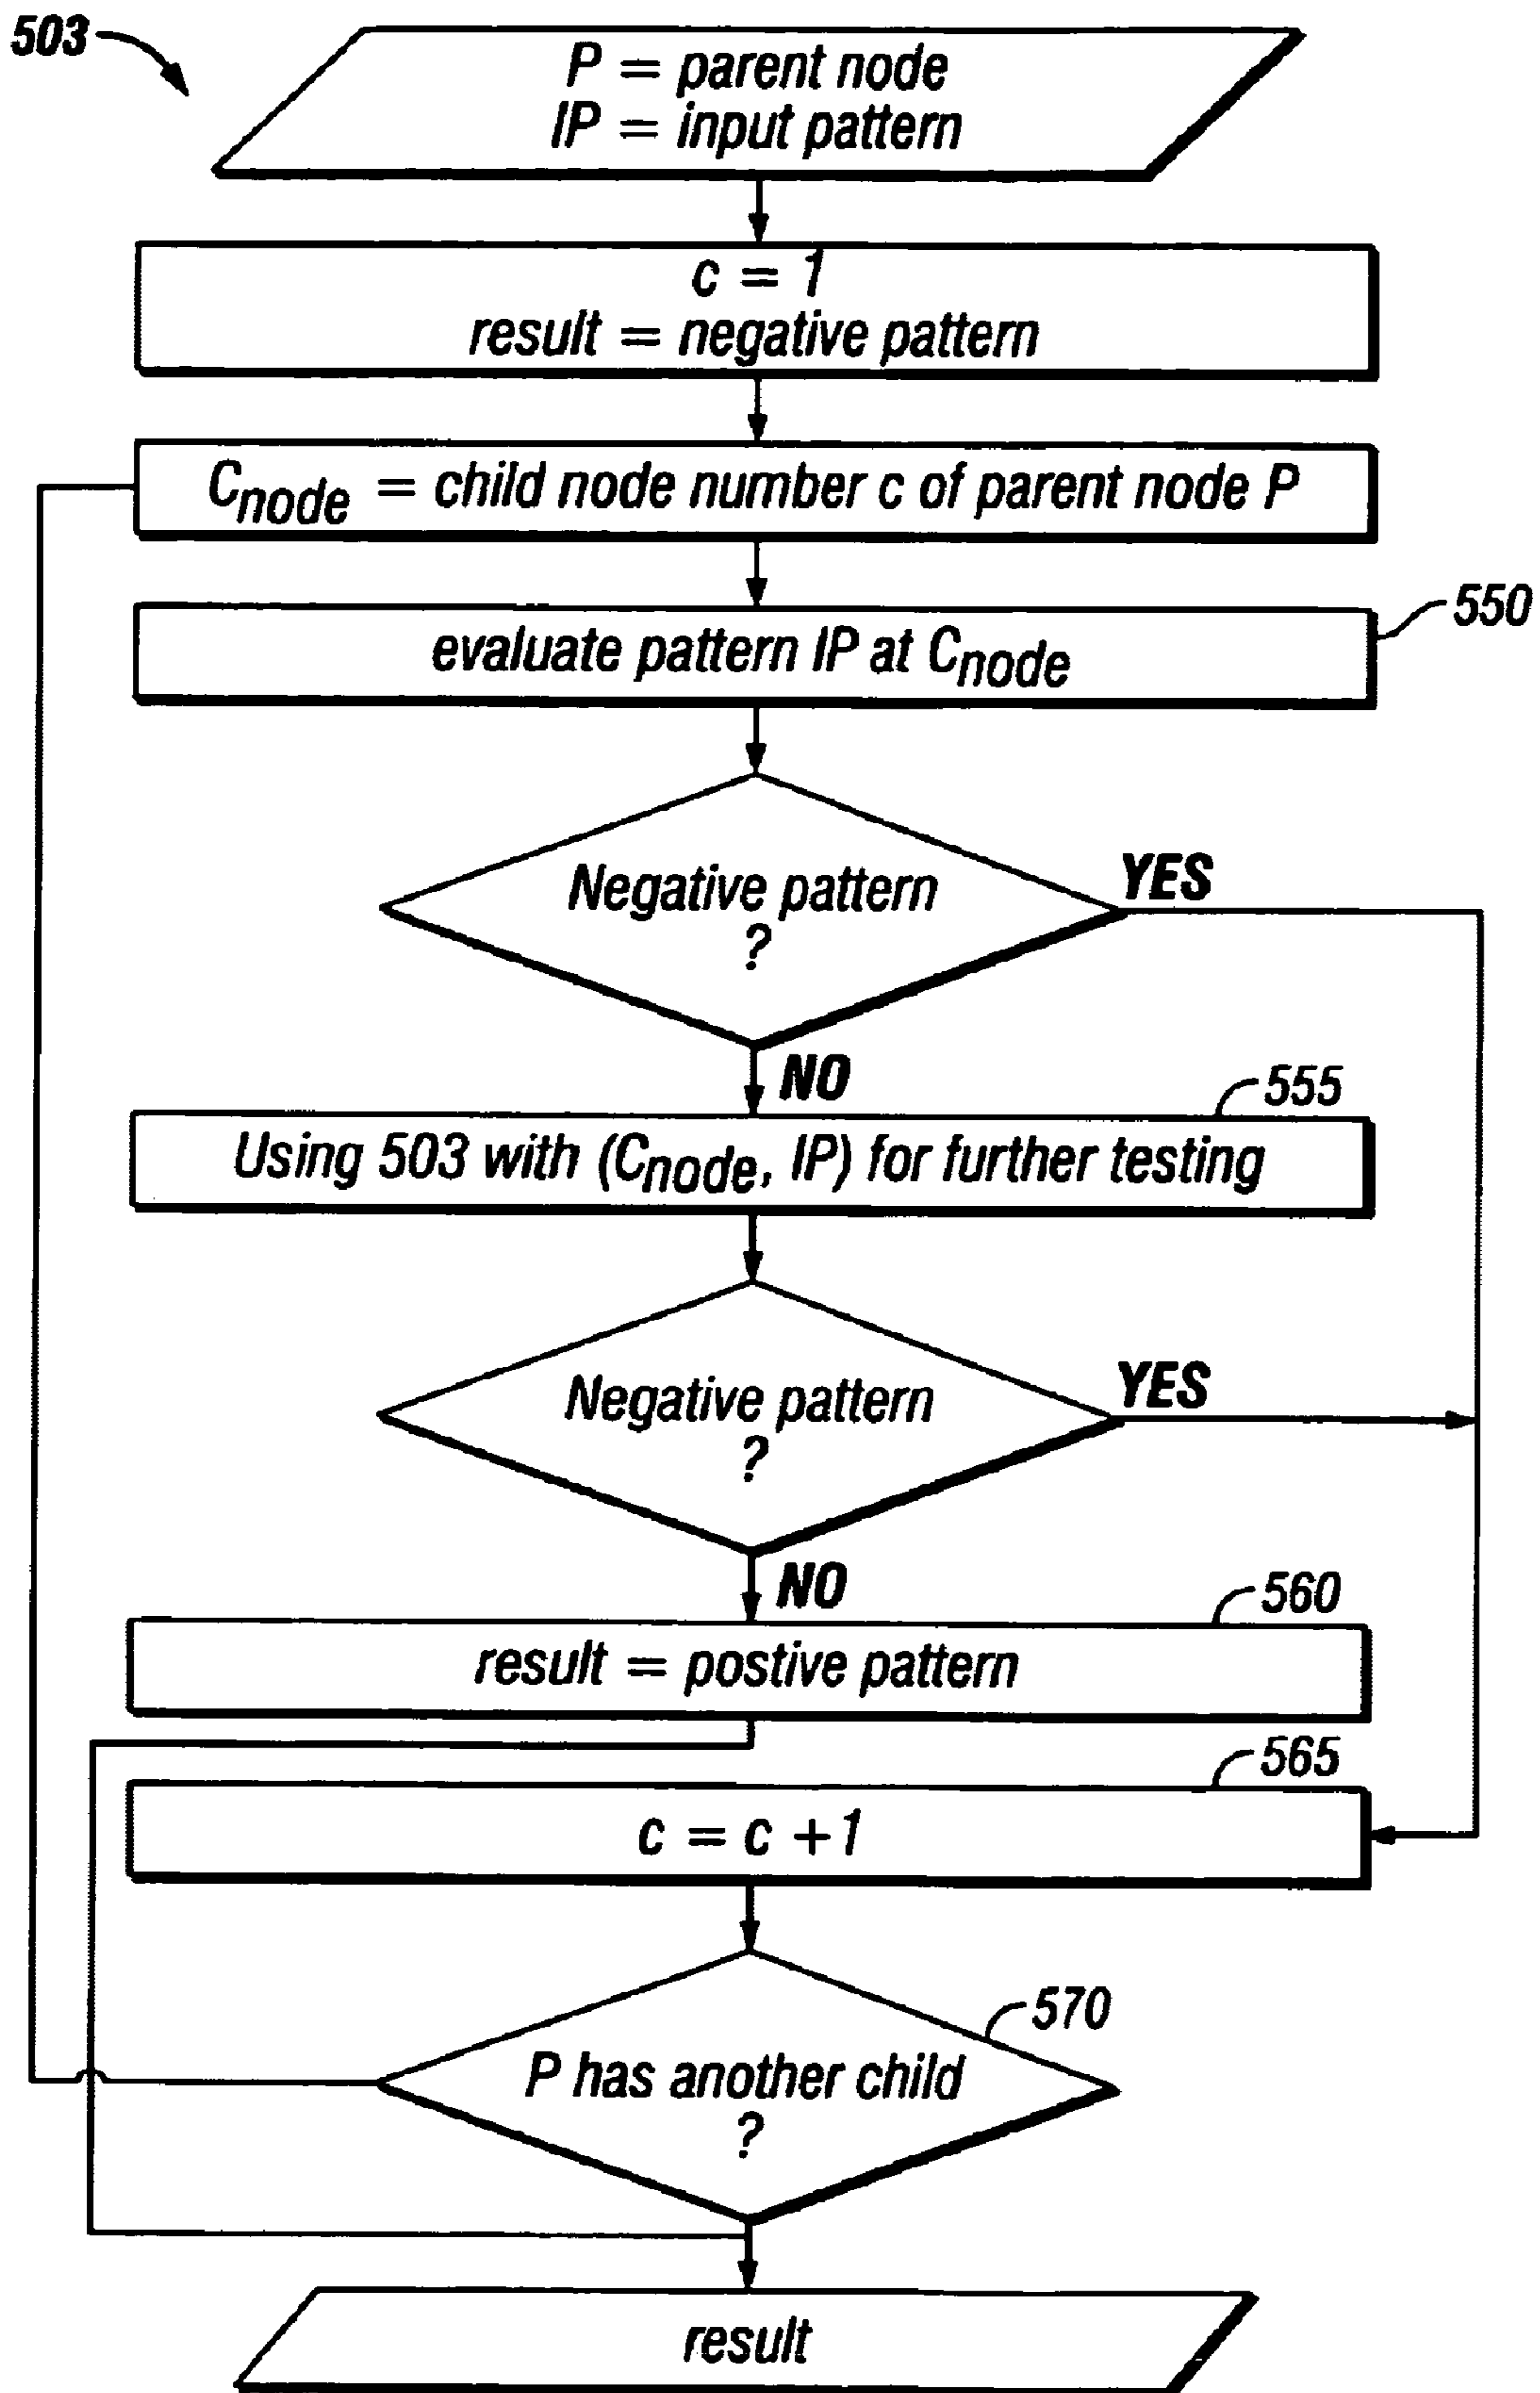 503
P = parent node
IP = input pattern
c = 1
result = negative pattern
Cnode = child node number c of parent node P
550
evaluate pattern IP at Cnode
Negative pattern
?
YES
NO
555
Using 503 with (Cnode, IP) for further testing
Negative pattern
?
YES
NO
560
result = postive pattern
565
c = c +1
570
P has another child
?
result